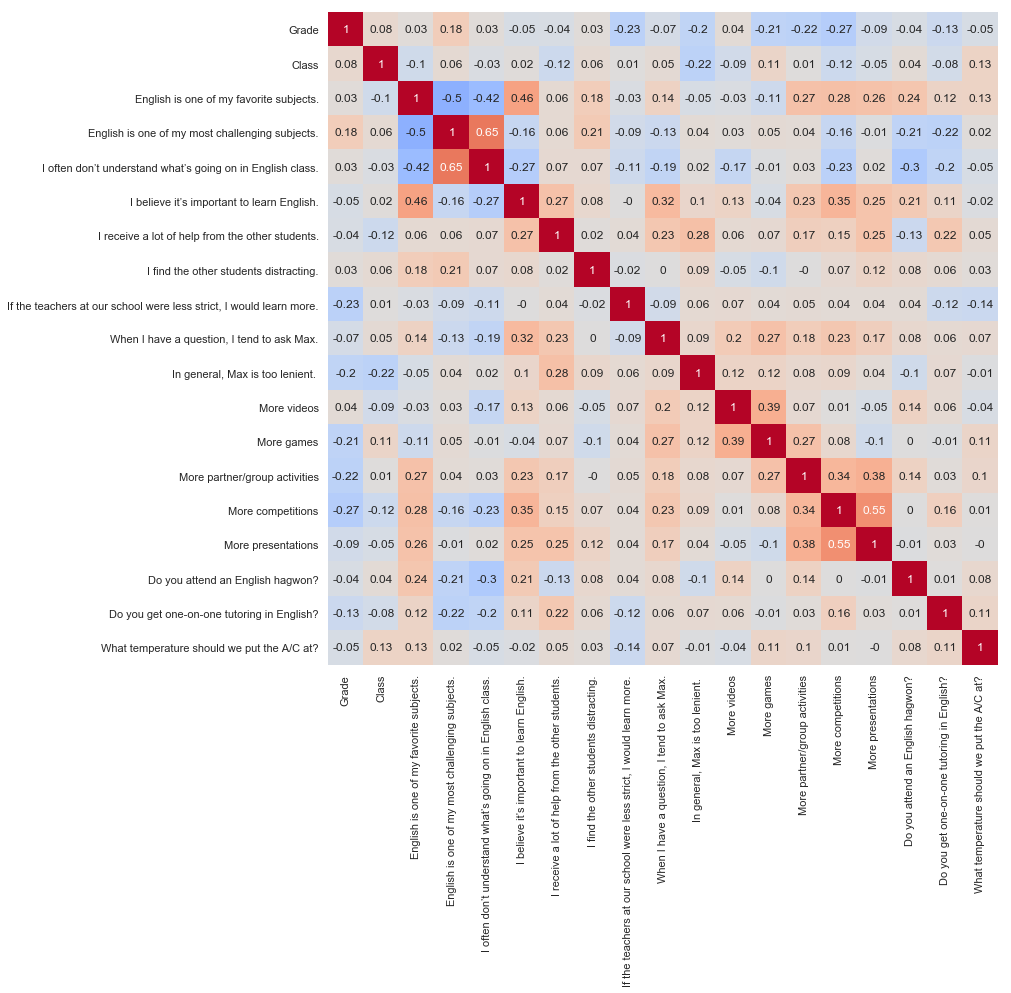 Grade 1 0.08 0.03 0.18 0.03 -0.05 -0.04 0.03 -0.23 -0.07 -0.2 0.04 -0.21 -0.22 -0.27 -0.09 -0.04 -0.13 -0.05
Class 0.08 1 -0.1 0.06 -0.03 0.02 -0.12 0.06 0.01 0.05 -0.22 -0.09 0.11 0.01 -0.12 -0.05 0.04 -0.08 0.13
English is one of my favorite subjects. 0.03 -0.1 1 -0.5 -0.42 0.46 0.06 0.18 -0.03 0.14 -0.05 -0.03 -0.11 0.27 0.28 0.26 0.24 0.12 0.13
English is one of my most challenging subjects. 0.18 0.06 -0.5 1 0.65 -0.16 0.06 0.21 -0.09 -0.13 0.04 0.03 0.05 0.04 -0.16 -0.01 -0.21 -0.22 0.02
I often don’t understand what’s going on in English class. 0.03 -0.03 -0.42 0.65 1 -0.27 0.07 0.07 -0.11 -0.19 0.02 -0.17 -0.01 0.03 -0.23 0.02 -0.3 -0.2 -0.05
I believe it’s important to learn English. -0.05 0.02 0.46 -0.16 -0.27 1 0.27 0.08 -0 0.32 0.1 0.13 -0.04 0.23 0.35 0.25 0.21 0.11 -0.02
I receive a lot of help from the other students. -0.04 -0.12 0.06 0.06 0.07 0.27 1 0.02 0.04 0.23 0.28 0.06 0.07 0.17 0.15 0.25 -0.13 0.22 0.05
I find the other students distracting. 0.03 0.06 0.18 0.21 0.07 0.08 0.02 1 -0.02 0 0.09 -0.05 -0.1 -0 0.07 0.12 0.08 0.06 0.03
If the teachers at our school were less strict, I would learn more. -0.23 0.01 -0.03 -0.09 -0.11 -0 0.04 -0.02 1 -0.09 0.06 0.07 0.04 0.05 0.04 0.04 0.04 -0.12 -0.14
When I have a question, I tend to ask Max. -0.07 0.05 0.14 -0.13 -0.19 0.32 0.23 0 -0.09 1 0.09 0.2 0.27 0.18 0.23 0.17 0.08 0.06 0.07
In general, Max is too lenient. -0.2 -0.22 -0.05 0.04 0.02 0.1 0.28 0.09 0.06 0.09 1 0.12 0.12 0.08 0.09 0.04 -0.1 0.07 -0.01
More videos 0.04 -0.09 -0.03 0.03 -0.17 0.13 0.06 -0.05 0.07 0.2 0.12 1 0.39 0.07 0.01 -0.05 0.14 0.06 -0.04
More games -0.21 0.11 -0.11 0.05 -0.01 -0.04 0.07 -0.1 0.04 0.27 0.12 0.39 1 0.27 0.08 -0.1 0 -0.01 0.11
More partner/group activities -0.22 0.01 0.27 0.04 0.03 0.23 0.17 -0 0.05 0.18 0.08 0.07 0.27 1 0.34 0.38 0.14 0.03 0.1
More competitions -0.27 -0.12 0.28 -0.16 -0.23 0.35 0.15 0.07 0.04 0.23 0.09 0.01 0.08 0.34 1 0.55 0 0.16 0.01
More presentations -0.09 -0.05 0.26 -0.01 0.02 0.25 0.25 0.12 0.04 0.17 0.04 -0.05 -0.1 0.38 0.55 1 -0.01 0.03 -0
Do you attend an English hagwon? -0.04 0.04 0.24 -0.21 -0.3 0.21 -0.13 0.08 0.04 0.08 -0.1 0.14 0 0.14 0 -0.01 1 0.01 0.08
Do you get one-on-one tutoring in English? -0.13 -0.08 0.12 -0.22 -0.2 0.11 0.22 0.06 -0.12 0.06 0.07 0.06 -0.01 0.03 0.16 0.03 0.01 1 0.11
What temperature should we put the A/C at? -0.05 0.13 0.13 0.02 -0.05 -0.02 0.05 0.03 -0.14 0.07 -0.01 -0.04 0.11 0.1 0.01 -0 0.08 0.11 1
Grade
Class
English is one of my favorite subjects.
English is one of my most challenging subjects.
I often don’t understand what’s going on in English class.
I believe it’s important to learn English.
I receive a lot of help from the other students.
I find the other students distracting.
If the teachers at our school were less strict, I would learn more.
When I have a question, I tend to ask Max.
In general, Max is too lenient.
More videos
More games
More partner/group activities
More competitions
More presentations
Do you attend an English hagwon?
Do you get one-on-one tutoring in English?
What temperature should we put the A/C at?